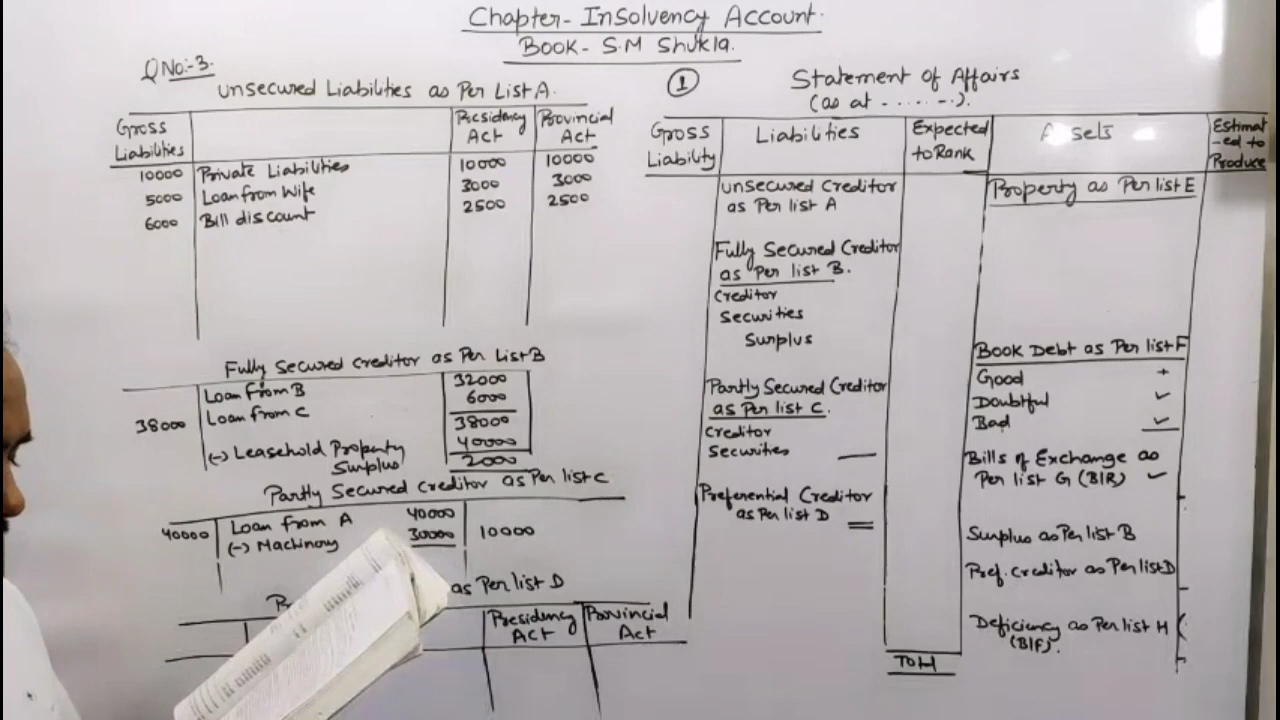 Chapter- Insolvency Account.
Book- S.M Shukla.
Q No:-3.
Unsecured Liabilities as Per List A.
Gross Liabilities
Presidency Act
Provincial Act
10000 Private Liabilities 10000 10000
5000 Loan from Wife 3000 3000
6000 Bill discount 2500 2500
Fully Secured Creditor as Per List B
Loan from B 32000
38000 Loan from C 6000
38000
(-) Leasehold Property 40000
Surplus 2000
Partly Secured Creditor as Per list C
40000 Loan from A 40000
(-) Machinery 30000 10000
as Per list D
Presidency Act
Provincial Act
①
Statement of Affairs
(as at ......-.).
Gross Liability
Liabilities
Expected to Rank
Assets
Estimat-ed to Produce
Unsecured Creditor
as Per list A
Fully Secured Creditor
as Per list B.
Creditor
Securities
Surplus
Partly Secured Creditor
as Per list C.
Creditor
Securities
Preferential Creditor
as Per list D
Total
Property as Per list E
Book Debt as Per list F
Good +
Doubtful ✓
Bad ✓
Bills of Exchange as
Per list G (B/R) ✓
Surplus as Per list B
Pref. Creditor as Per list D
Deficiency as Per list H
(B/F).